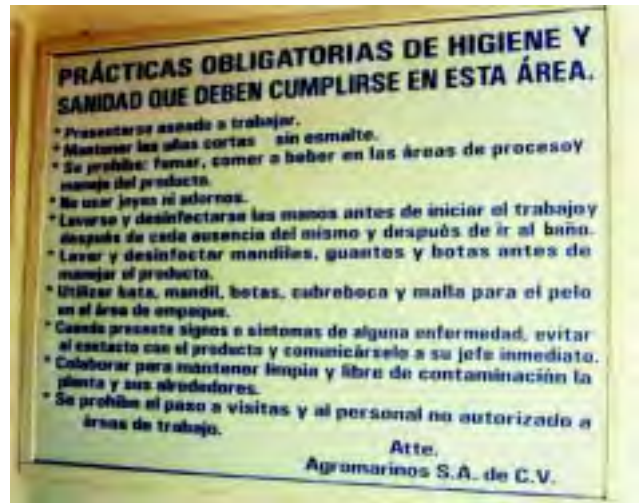 PRÁCTICAS OBLIGATORIAS DE HIGIENE Y
SANIDAD QUE DEBEN CUMPLIRSE EN ESTA ÁREA.
* Presentarse aseado a trabajar.
* Mantener las uñas cortas sin esmalte.
* Se prohibe: fumar, comer o beber en las áreas de proceso y
manejo del producto.
* No usar joyas ni adornos.
* Lavarse y desinfectarse las manos antes de iniciar el trabajo y
después de cada ausencia del mismo y después de ir al baño.
* Lavar y desinfectar mandiles, guantes y botas antes de
manejar el producto.
* Utilizar bata, mandil, botas, cubreboca y malla para el pelo
en el área de empaque.
* Cuando presente signos o sintomas de alguna enfermedad, evitar
el contacto con el producto y comunicárselo a su jefe inmediato.
* Colaborar para mantener limpia y libre de contaminación la
planta y sus alrededores.
* Se prohibe el paso a visitas y al personal no autorizado a
áreas de trabajo.
Atte.
Agromarinos S.A. de C.V.